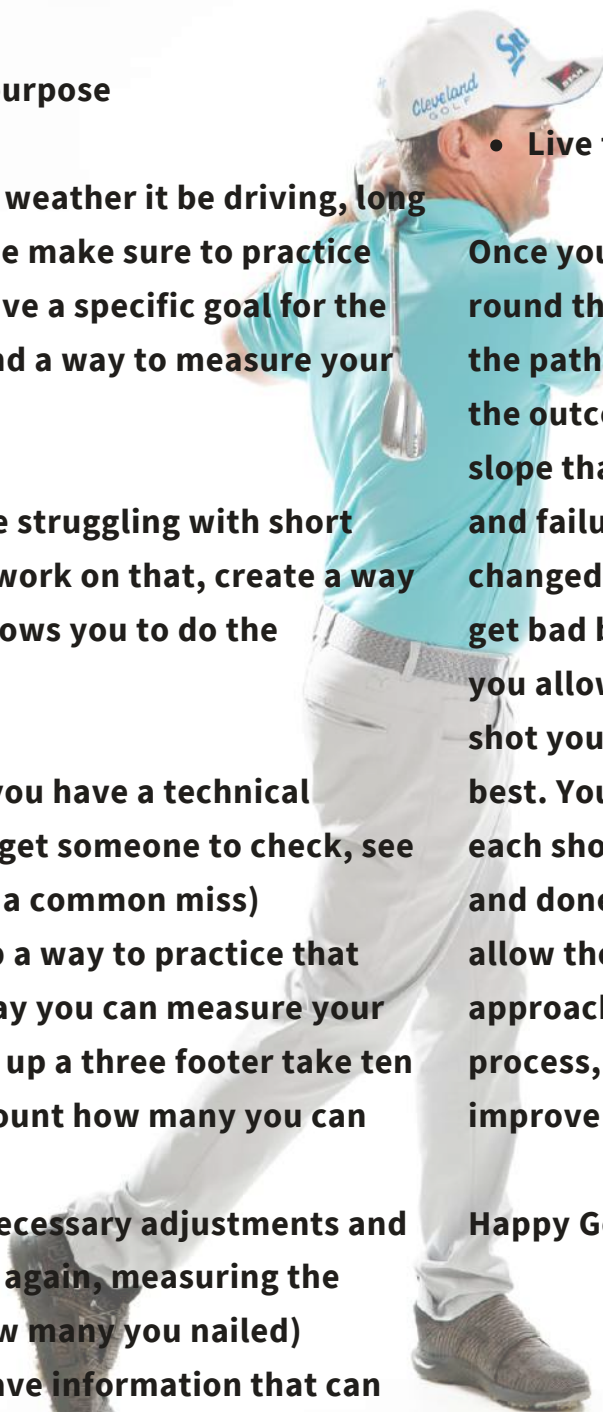 urpose
weather it be driving, long
e make sure to practice
ve a specific goal for the
nd a way to measure your
e struggling with short
work on that, create a way
ows you to do the
you have a technical
get someone to check, see
a common miss)
p a way to practice that
ay you can measure your
up a three footer take ten
ount how many you can
ecessary adjustments and
again, measuring the
w many you nailed)
ave information that can
Cleveland
GOLF
SRI
• Live
Once you
round th
the path
the outco
slope tha
and failu
changed
get bad b
you allow
shot you
best. You
each sho
and done
allow the
approach
process,
improve
Happy G